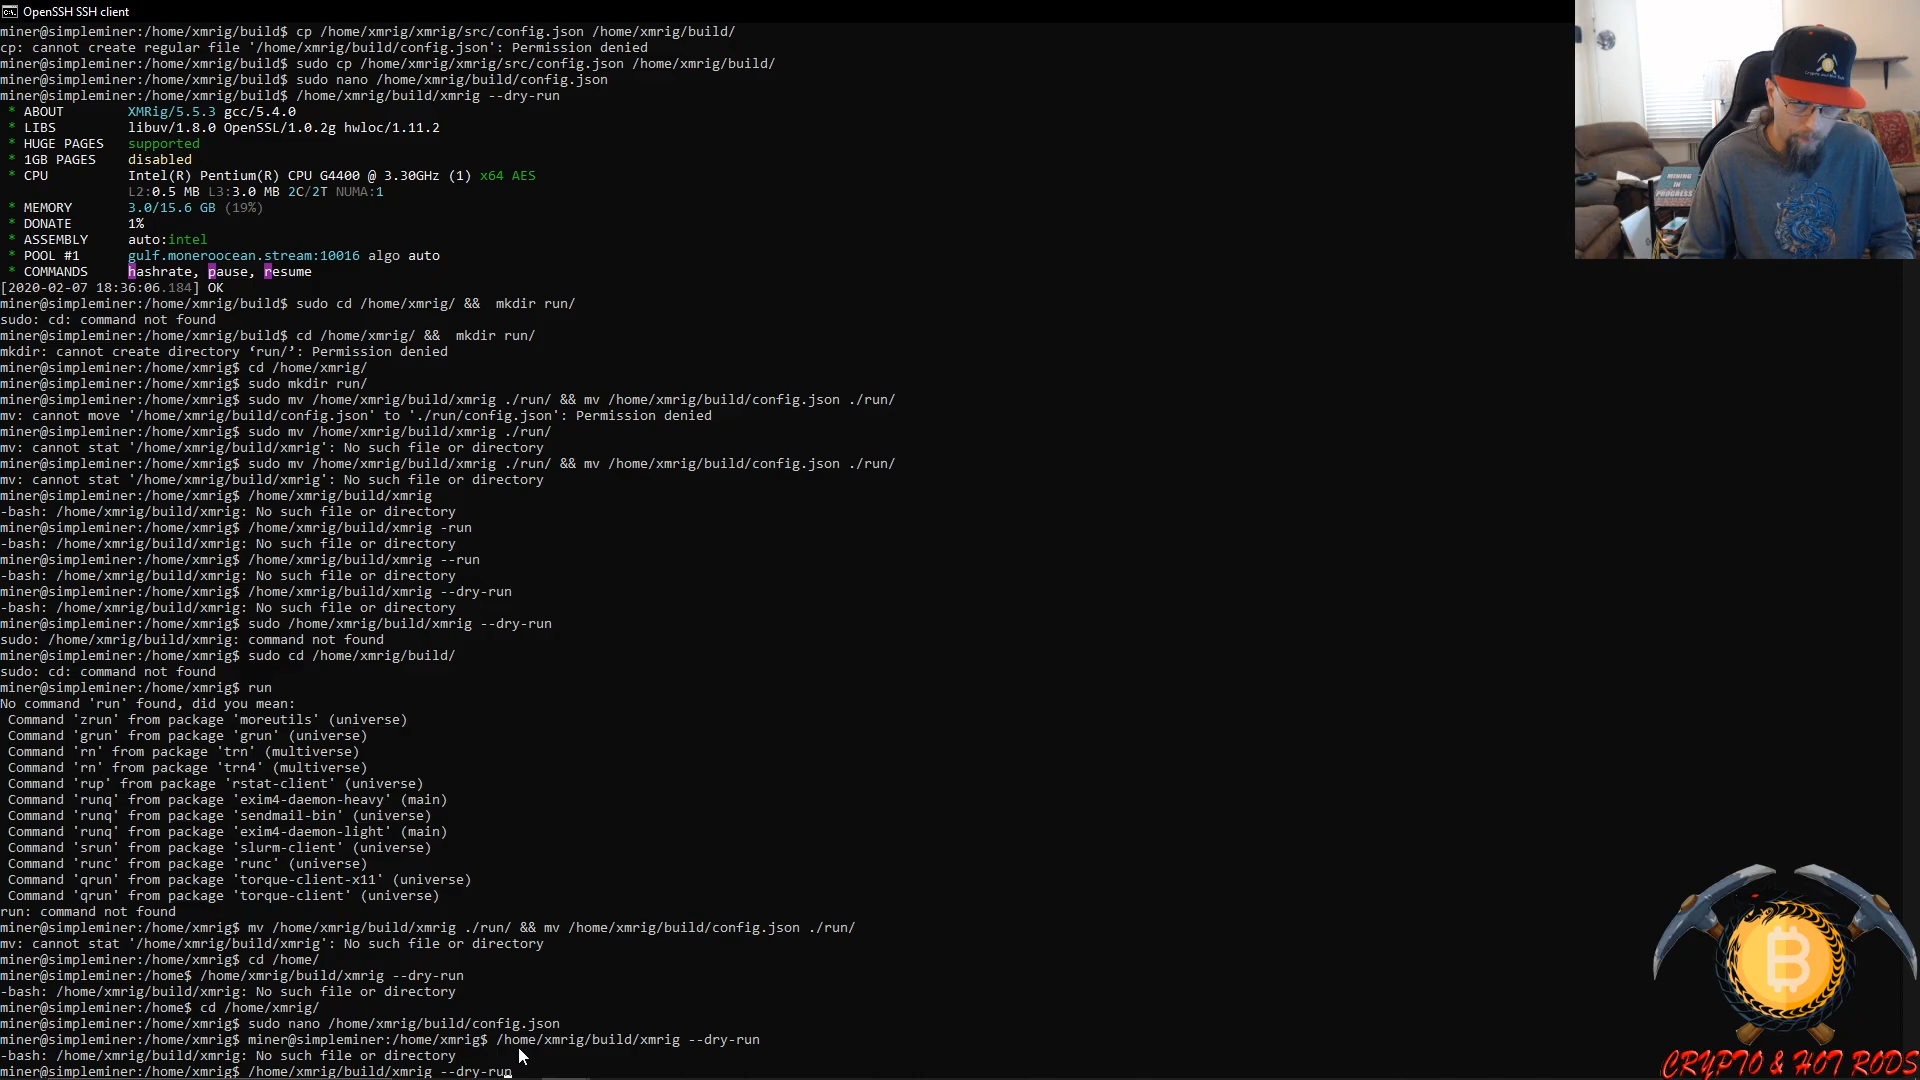 OpenSSH SSH client
miner@simpleminer:/home/xmrig/build$ cp /home/xmrig/xmrig/src/config.json /home/xmrig/build/
cp: cannot create regular file '/home/xmrig/build/config.json': Permission denied
miner@simpleminer:/home/xmrig/build$ sudo cp /home/xmrig/xmrig/src/config.json /home/xmrig/build/
miner@simpleminer:/home/xmrig/build$ sudo nano /home/xmrig/build/config.json
miner@simpleminer:/home/xmrig/build$ /home/xmrig/build/xmrig --dry-run
* ABOUT XMRig/5.5.3 gcc/5.4.0
* LIBS libuv/1.8.0 OpenSSL/1.0.2g hwloc/1.11.2
* HUGE PAGES supported
* 1GB PAGES disabled
* CPU Intel(R) Pentium(R) CPU G4400 @ 3.30GHz (1) x64 AES
L2:0.5 MB L3:3.0 MB 2C/2T NUMA:1
* MEMORY 3.0/15.6 GB (19%)
* DONATE 1%
* ASSEMBLY auto:intel
* POOL #1 gulf.moneroocean.stream:10016 algo auto
* COMMANDS hashrate, pause, resume
[2020-02-07 18:36:06.184] OK
miner@simpleminer:/home/xmrig/build$ sudo cd /home/xmrig/ &&  mkdir run/
sudo: cd: command not found
miner@simpleminer:/home/xmrig/build$ cd /home/xmrig/ &&  mkdir run/
mkdir: cannot create directory ‘run/’: Permission denied
miner@simpleminer:/home/xmrig$ cd /home/xmrig/
miner@simpleminer:/home/xmrig$ sudo mkdir run/
miner@simpleminer:/home/xmrig$ sudo mv /home/xmrig/build/xmrig ./run/ && mv /home/xmrig/build/config.json ./run/
mv: cannot move '/home/xmrig/build/config.json' to './run/config.json': Permission denied
miner@simpleminer:/home/xmrig$ sudo mv /home/xmrig/build/xmrig ./run/
mv: cannot stat '/home/xmrig/build/xmrig': No such file or directory
miner@simpleminer:/home/xmrig$ sudo mv /home/xmrig/build/xmrig ./run/ && mv /home/xmrig/build/config.json ./run/
mv: cannot stat '/home/xmrig/build/xmrig': No such file or directory
miner@simpleminer:/home/xmrig$ /home/xmrig/build/xmrig
-bash: /home/xmrig/build/xmrig: No such file or directory
miner@simpleminer:/home/xmrig$ /home/xmrig/build/xmrig -run
-bash: /home/xmrig/build/xmrig: No such file or directory
miner@simpleminer:/home/xmrig$ /home/xmrig/build/xmrig --run
-bash: /home/xmrig/build/xmrig: No such file or directory
miner@simpleminer:/home/xmrig$ /home/xmrig/build/xmrig --dry-run
-bash: /home/xmrig/build/xmrig: No such file or directory
miner@simpleminer:/home/xmrig$ sudo /home/xmrig/build/xmrig --dry-run
sudo: /home/xmrig/build/xmrig: command not found
miner@simpleminer:/home/xmrig$ sudo cd /home/xmrig/build/
sudo: cd: command not found
miner@simpleminer:/home/xmrig$ run
No command 'run' found, did you mean:
Command 'zrun' from package 'moreutils' (universe)
Command 'grun' from package 'grun' (universe)
Command 'rn' from package 'trn' (multiverse)
Command 'rn' from package 'trn4' (multiverse)
Command 'rup' from package 'rstat-client' (universe)
Command 'runq' from package 'exim4-daemon-heavy' (main)
Command 'runq' from package 'sendmail-bin' (universe)
Command 'runq' from package 'exim4-daemon-light' (main)
Command 'srun' from package 'slurm-client' (universe)
Command 'runc' from package 'runc' (universe)
Command 'qrun' from package 'torque-client-x11' (universe)
Command 'qrun' from package 'torque-client' (universe)
run: command not found
miner@simpleminer:/home/xmrig$ mv /home/xmrig/build/xmrig ./run/ && mv /home/xmrig/build/config.json ./run/
mv: cannot stat '/home/xmrig/build/xmrig': No such file or directory
miner@simpleminer:/home/xmrig$ cd /home/
miner@simpleminer:/home$ /home/xmrig/build/xmrig --dry-run
-bash: /home/xmrig/build/xmrig: No such file or directory
miner@simpleminer:/home$ cd /home/xmrig/
miner@simpleminer:/home/xmrig$ sudo nano /home/xmrig/build/config.json
miner@simpleminer:/home/xmrig$ miner@simpleminer:/home/xmrig$ /home/xmrig/build/xmrig --dry-run
-bash: /home/xmrig/build/xmrig: No such file or directory
miner@simpleminer:/home/xmrig$ /home/xmrig/build/xmrig --dry-run
MINING
IN
PROGRESS
CRYPTO & HOT RODS